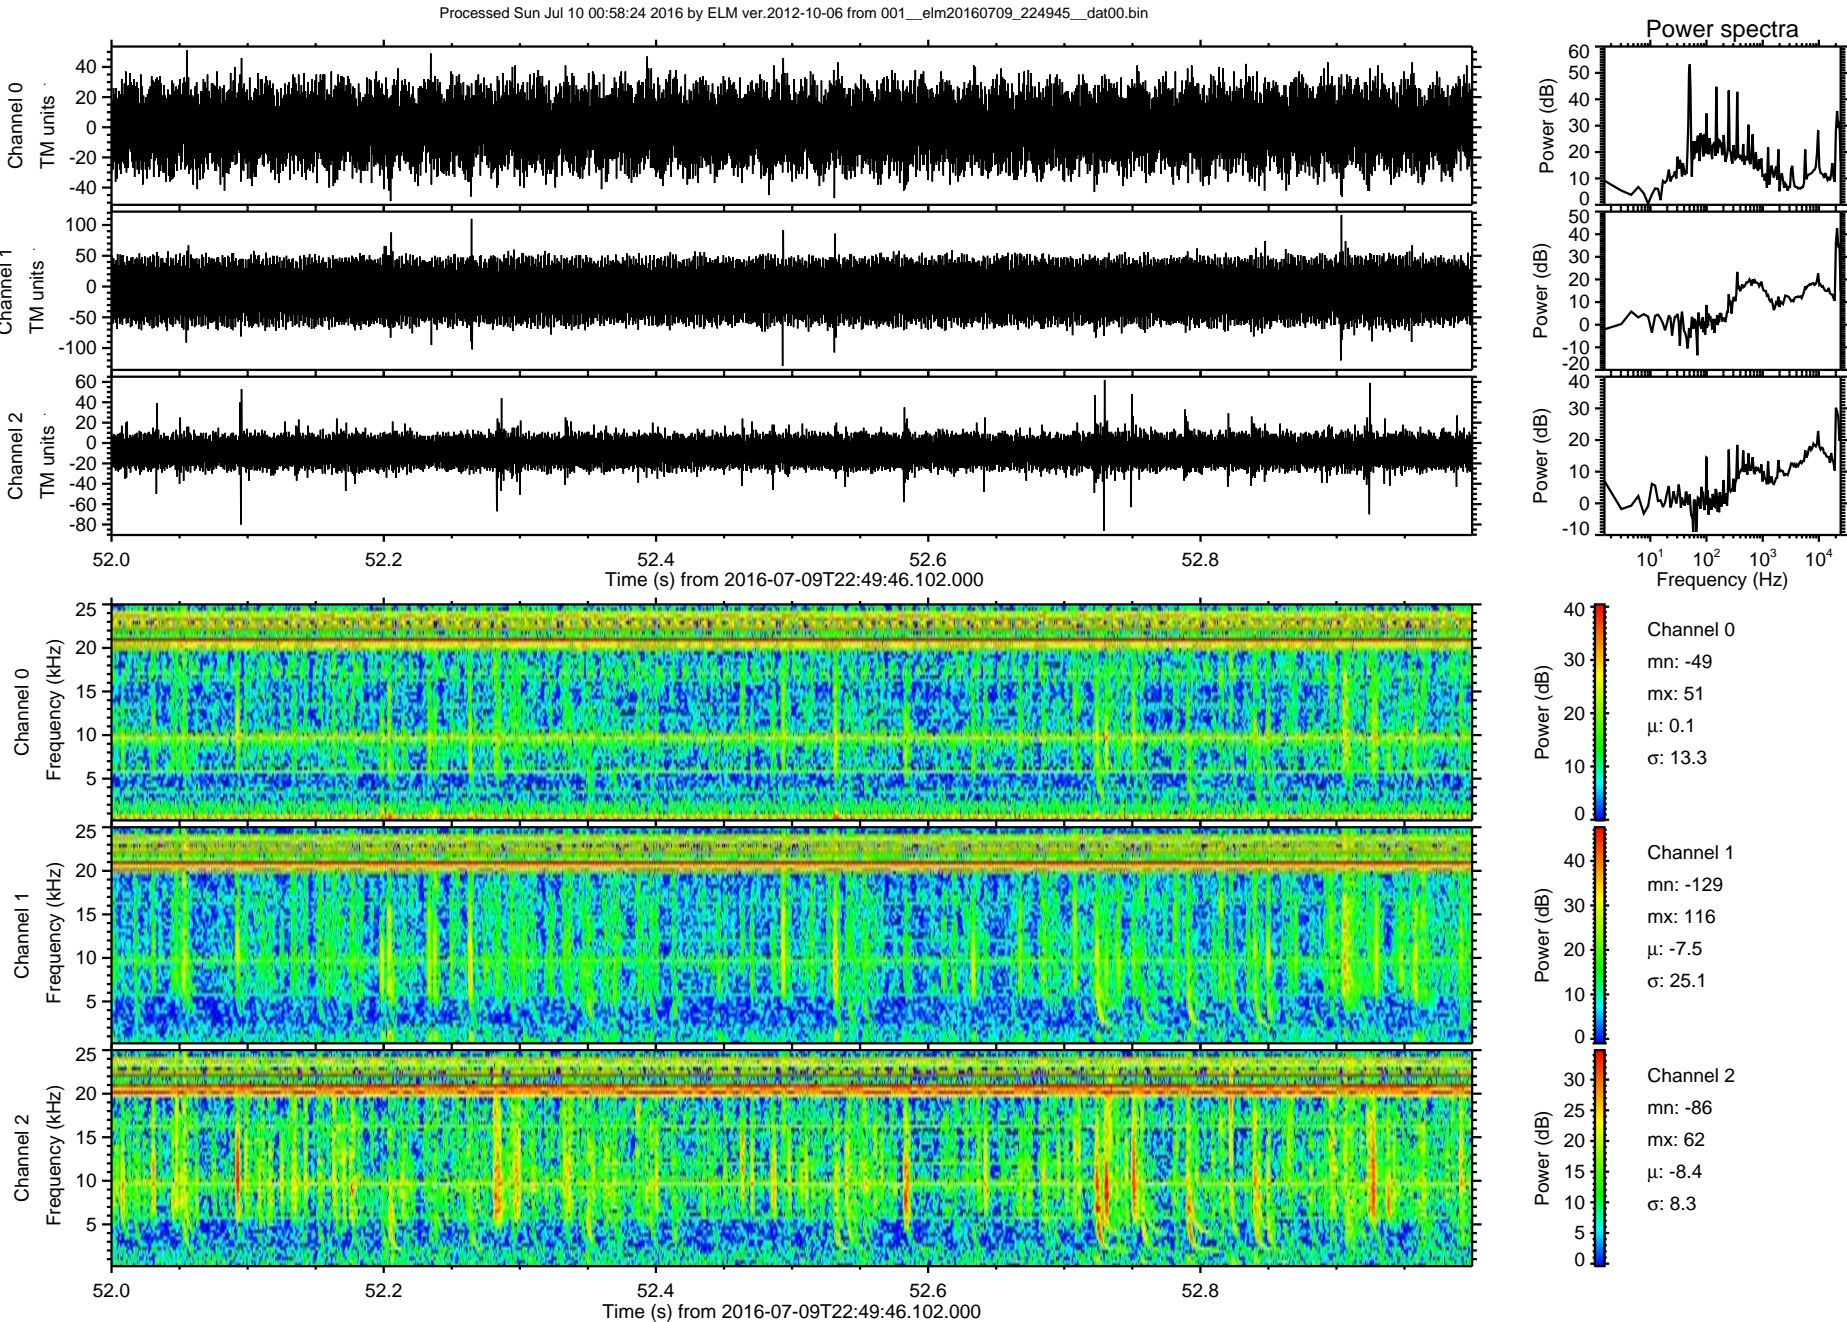 Processed Sun Jul 10 00:58:24 2016 by ELM ver.2012-10-06 from 001__elm20160709_224945__dat00.bin
Power spectra
Channel 0
TM units
40
20
0
-20
-40
Power (dB)
60
50
40
30
20
10
0
Channel 1
TM units
100
50
0
-50
-100
Power (dB)
50
40
30
20
10
0
-10
-20
Channel 2
TM units
60
40
20
0
-20
-40
-60
-80
Power (dB)
40
30
20
10
0
-10
52.0 52.2 52.4 52.6 52.8
Time (s) from 2016-07-09T22:49:46.102.000
10^1 10^2 10^3 10^4
Frequency (Hz)
Channel 0
Frequency (kHz)
25
20
15
10
5
Power (dB)
40
30
20
10
0
Channel 0
mn: -49
mx: 51
μ: 0.1
σ: 13.3
Channel 1
Frequency (kHz)
25
20
15
10
5
Power (dB)
40
30
20
10
0
Channel 1
mn: -129
mx: 116
μ: -7.5
σ: 25.1
Channel 2
Frequency (kHz)
25
20
15
10
5
Power (dB)
30
25
20
15
10
5
0
Channel 2
mn: -86
mx: 62
μ: -8.4
σ: 8.3
52.0 52.2 52.4 52.6 52.8
Time (s) from 2016-07-09T22:49:46.102.000